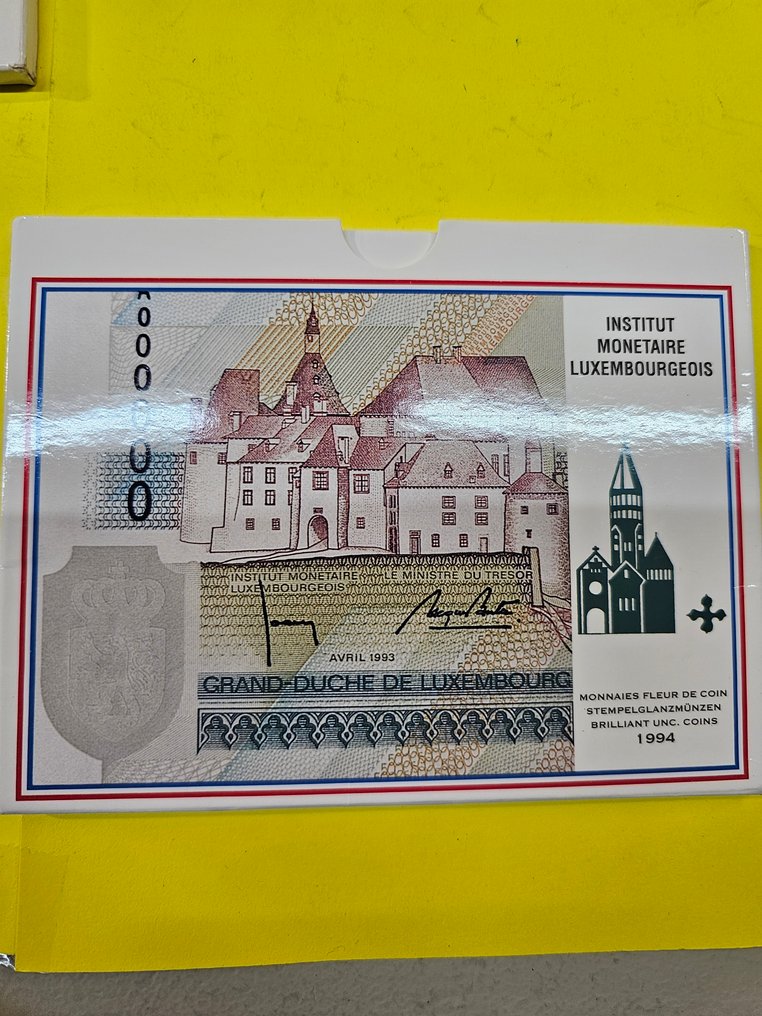 INSTITUT
MONETAIRE
LUXEMBOURGEOIS
INSTITUT MONETAIRE
LUXEMBOURGEOIS
LE MINISTRE DU TRESOR
AVRIL 1993
GRAND-DUCHE DE LUXEMBOURG
MONNAIES FLEUR DE COIN
STEMPELGLANZMÜNZEN
BRILLIANT UNC. COINS
1994